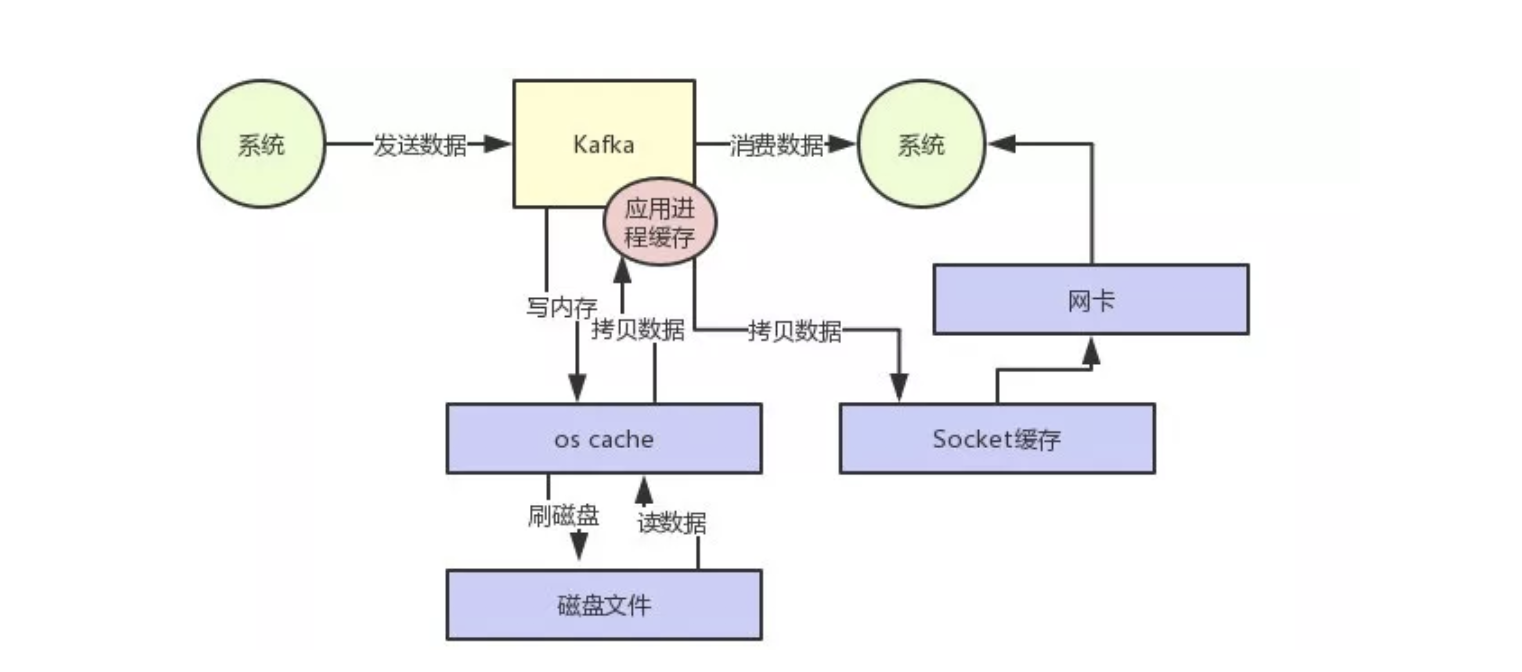 系统
发送数据
Kafka
消费数据
系统
应用进
程缓存
写内存
拷贝数据
拷贝数据
网卡
os cache
Socket缓存
刷磁盘
读数据
磁盘文件